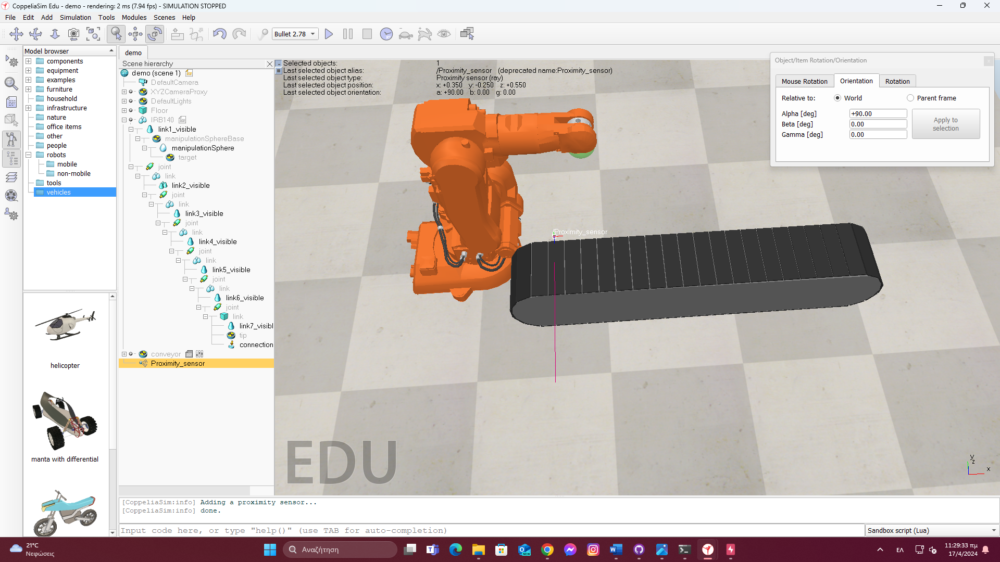 CoppeliaSim Edu - demo - rendering: 2 ms (7.94 fps) - SIMULATION STOPPED
File Edit Add Simulation Tools Modules Scenes Help
Bullet 2.78
Model browser
components
equipment
examples
furniture
household
infrastructure
nature
office items
other
people
robots
mobile
non-mobile
tools
vehicles
helicopter
manta with differential
demo
Scene hierarchy
demo (scene 1)
DefaultCamera
XYZCameraProxy
DefaultLights
Floor
IRB140
link1_visible
manipulationSphereBase
manipulationSphere
target
joint
link
link2_visible
joint
link
link3_visible
joint
link
link4_visible
joint
link
link5_visible
joint
link
link6_visible
joint
link
link7_visibl
tip
connection
conveyor
Proximity_sensor
Selected objects: 1
Last selected object alias: /Proximity_sensor (deprecated name:Proximity_sensor)
Last selected object type: Proximity sensor (ray)
Last selected object position: x: +0.350 y: -0.250 z: +0.550
Last selected object orientation: a: +90.00 b: 0.00 g: 0.00
/Proximity_sensor
EDU
y
z
x
Object/Item Rotation/Orientation
Mouse Rotation Orientation Rotation
Relative to: World Parent frame
Alpha [deg] +90.00
Beta [deg] 0.00
Gamma [deg] 0.00
Apply to
selection
[CoppeliaSim:info] Adding a proximity sensor...
[CoppeliaSim:info] done.
Input code here, or type "help()" (use TAB for auto-completion)
Sandbox script (Lua)
21°C
Νεφώσεις
Αναζήτηση
ΕΛ
11:29:33 πμ
17/4/2024